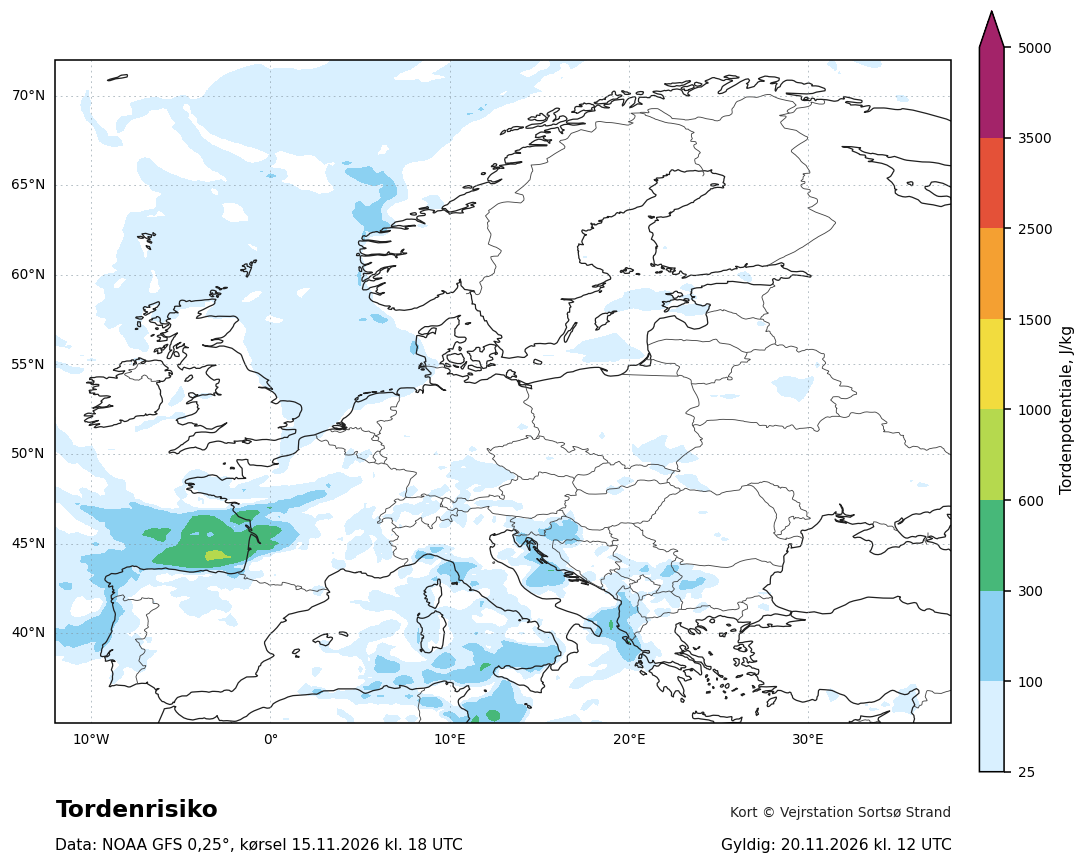 70°N
65°N
60°N
55°N
50°N
45°N
40°N
10°W
0°
10°E
20°E
30°E
5000
3500
2500
1500
1000
600
300
100
25
Tordenpotentiale, J/kg
Tordenrisiko
Kort © Vejrstation Sortsø Strand
Data: NOAA GFS 0,25°, kørsel 15.11.2026 kl. 18 UTC
Gyldig: 20.11.2026 kl. 12 UTC